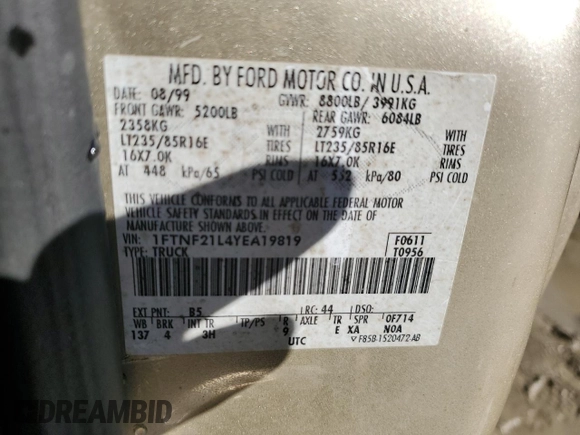 MFD. BY FORD MOTOR CO. IN U.S.A.
DATE: 08/99 GVWR: 8800LB/3991KG
FRONT GAWR: 5200LB REAR GAWR: 6084LB
2358KG WITH 2759KG WITH
LT235/85R16E TIRES LT235/85R16E TIRES
16X7.0K RIMS 16X7.0K RIMS
AT 448 kPa/65 PSI COLD AT 552 kPa/80 PSI COLD
THIS VEHICLE CONFORMS TO ALL APPLICABLE FEDERAL MOTOR
VEHICLE SAFETY STANDARDS IN EFFECT ON THE DATE OF
MANUFACTURE SHOWN ABOVE.
VIN: 1FTNF21L4YEA19819 F0611
TYPE: TRUCK T0956
EXT PNT: B5 RC: 44 DSO:
WB BRK INT TR TP/PS R AXLE TR SPR 0F714
137 4 3H 9 E XA N0A
UTC ▽ F85B-1520472-AB
DREAMBID